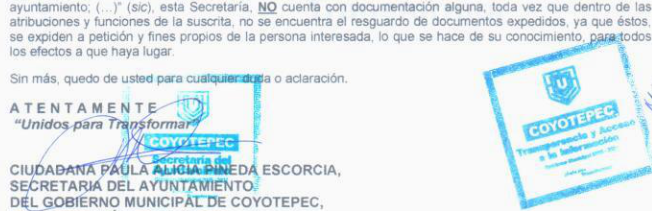 ayuntamiento; (...)" (sic), esta Secretaría, NO cuenta con documentación alguna, toda vez que dentro de las
atribuciones y funciones de la suscrita, no se encuentra el resguardo de documentos expedidos, ya que éstos,
se expiden a petición y fines propios de la persona interesada, lo que se hace de su conocimiento, para todos
los efectos a que haya lugar.
Sin más, quedo de usted para cualquier duda o aclaración.
A T E N T A M E N T E
"Unidos para Transformar"
COYOTEPEC
Secretaría del
Ayuntamiento
COYOTEPEC
Transparencia y Acceso
a la Información
CIUDADANA PAULA ALICIA PINEDA ESCORCIA,
SECRETARIA DEL AYUNTAMIENTO
DEL GOBIERNO MUNICIPAL DE COYOTEPEC,